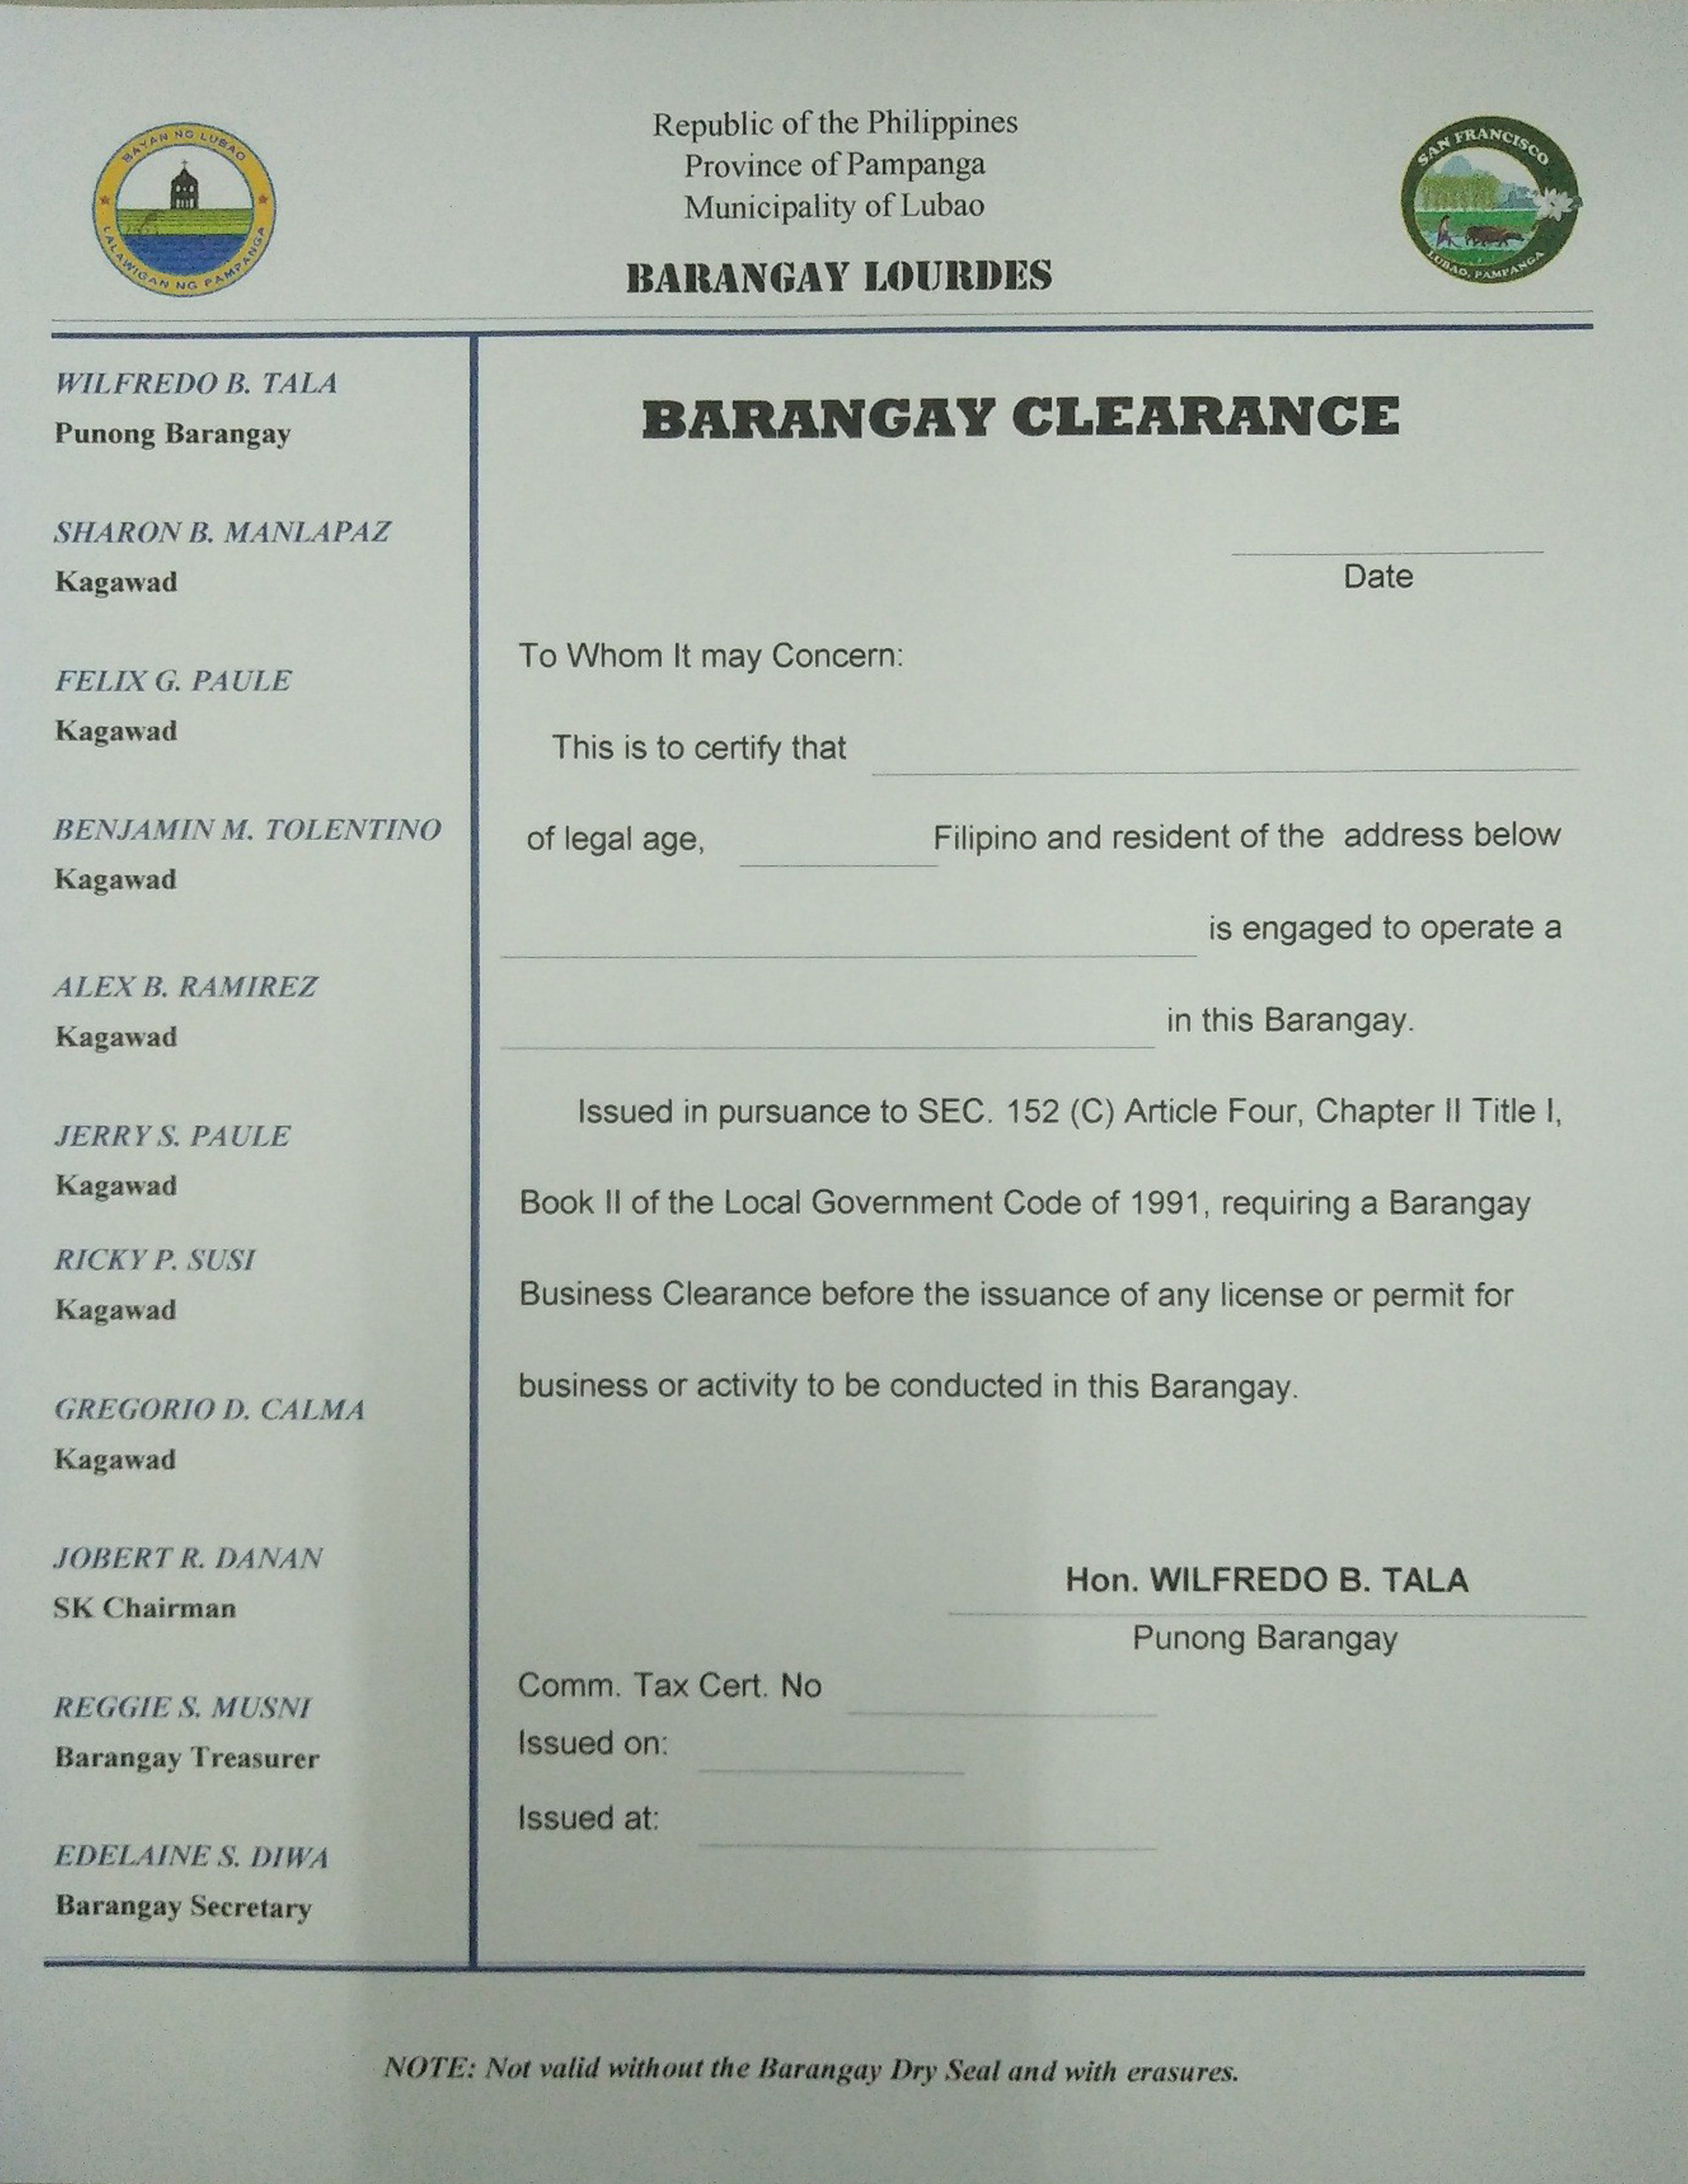 BAYAN NG LUBAO
LALAWIGAN NG PAMPANGA
Republic of the Philippines
Province of Pampanga
Municipality of Lubao
BARANGAY LOURDES
SAN FRANCISCO
LUBAO, PAMPANGA
WILFREDO B. TALA
Punong Barangay
SHARON B. MANLAPAZ
Kagawad
FELIX G. PAULE
Kagawad
BENJAMIN M. TOLENTINO
Kagawad
ALEX B. RAMIREZ
Kagawad
JERRY S. PAULE
Kagawad
RICKY P. SUSI
Kagawad
GREGORIO D. CALMA
Kagawad
JOBERT R. DANAN
SK Chairman
REGGIE S. MUSNI
Barangay Treasurer
EDELAINE S. DIWA
Barangay Secretary
BARANGAY CLEARANCE
Date
To Whom It may Concern:
This is to certify that
of legal age, Filipino and resident of the address below
is engaged to operate a
in this Barangay.
Issued in pursuance to SEC. 152 (C) Article Four, Chapter II Title I,
Book II of the Local Government Code of 1991, requiring a Barangay
Business Clearance before the issuance of any license or permit for
business or activity to be conducted in this Barangay.
Hon. WILFREDO B. TALA
Punong Barangay
Comm. Tax Cert. No
Issued on:
Issued at:
NOTE: Not valid without the Barangay Dry Seal and with erasures.